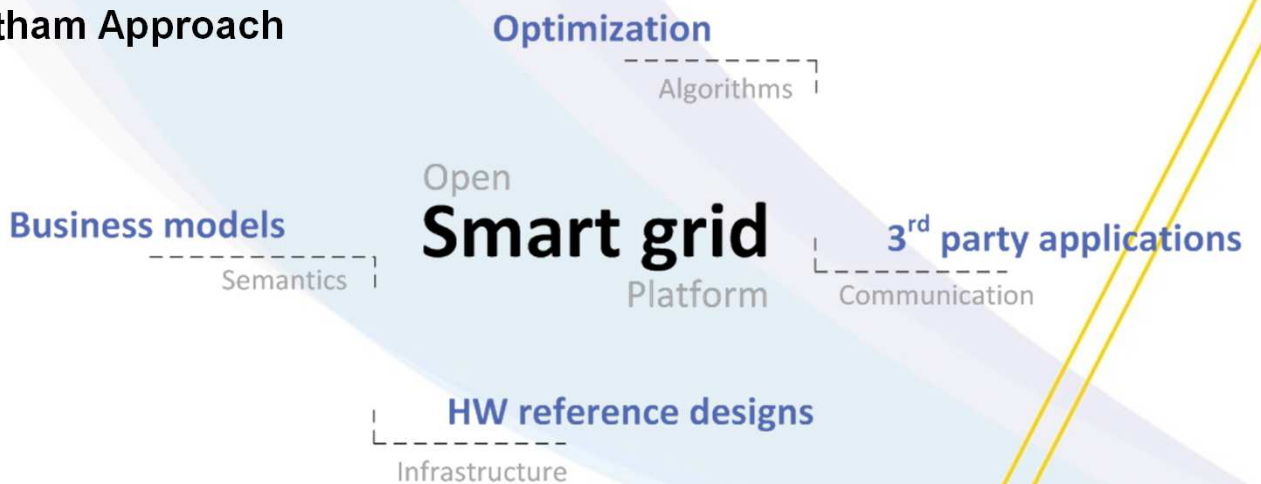 tham Approach
Optimization
Algorithms
Open
Smart grid
Platform
Business models
Semantics
3rd party applications
Communication
HW reference designs
Infrastructure